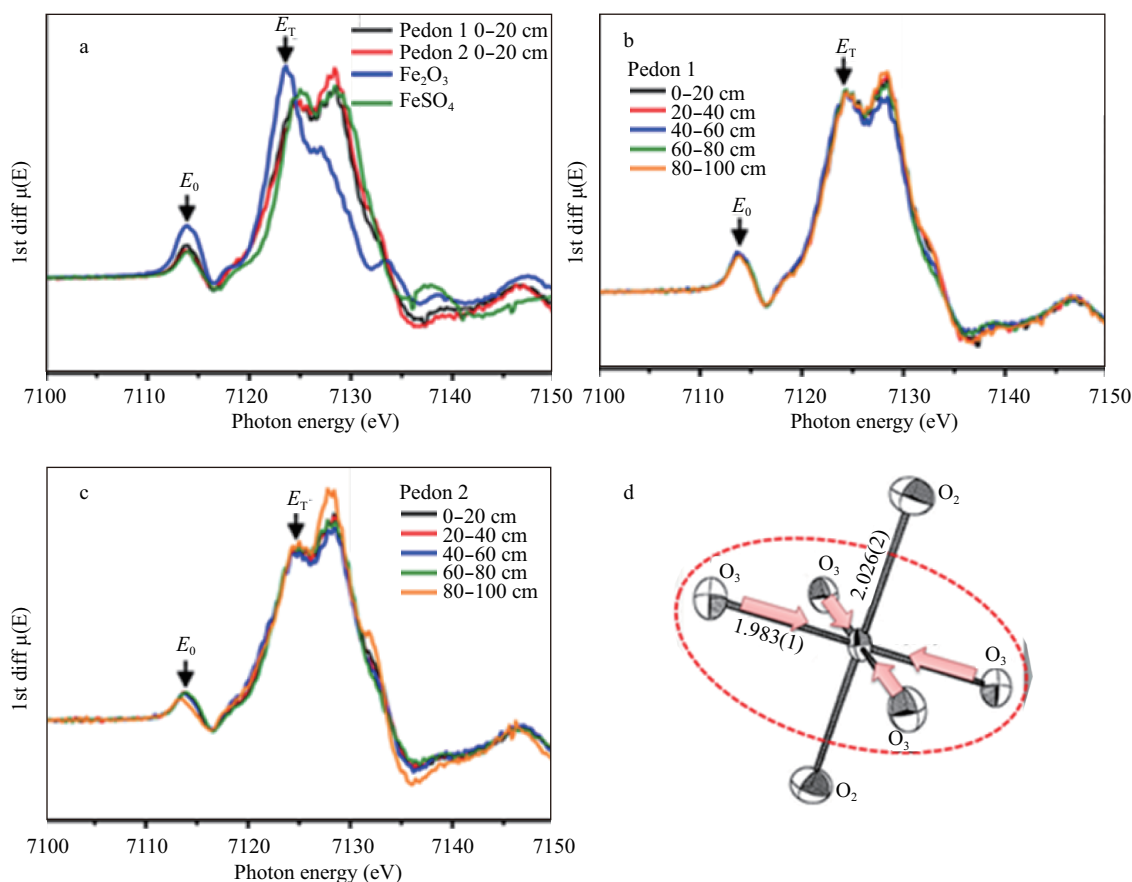 a
E_T
E_0
Pedon 1 0–20 cm
Pedon 2 0–20 cm
Fe₂O₃
FeSO₄
1st diff μ(E)
7100 7110 7120 7130 7140 7150
Photon energy (eV)
b
E_T
E_0
Pedon 1
0–20 cm
20–40 cm
40–60 cm
60–80 cm
80–100 cm
1st diff μ(E)
7100 7110 7120 7130 7140 7150
Photon energy (eV)
c
E_T
E_0
Pedon 2
0–20 cm
20–40 cm
40–60 cm
60–80 cm
80–100 cm
1st diff μ(E)
7100 7110 7120 7130 7140 7150
Photon energy (eV)
d
O₂
2.026(2)
O₃
O₃
1.983(1)
O₃
O₃
O₂